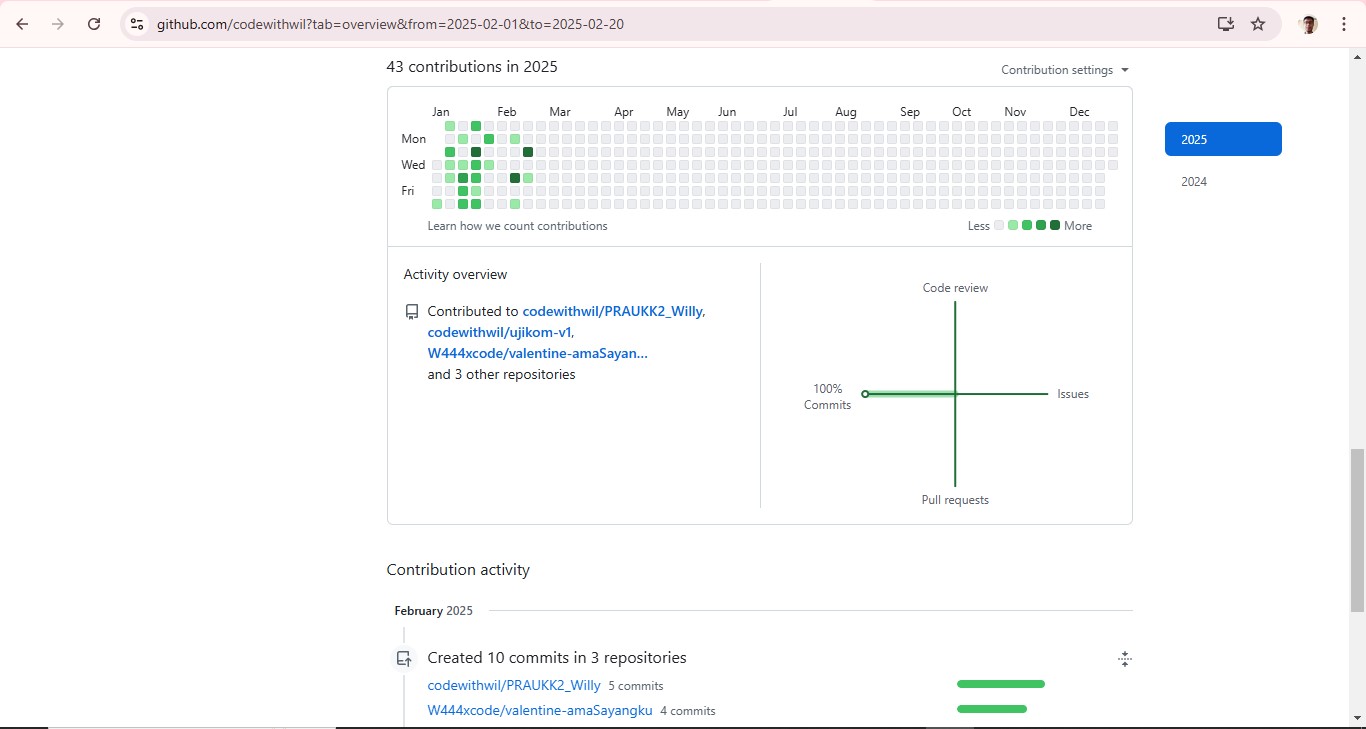 github.com/codewithwil?tab=overview&from=2025-02-01&to=2025-02-20
43 contributions in 2025
Contribution settings
Jan Feb Mar Apr May Jun Jul Aug Sep Oct Nov Dec
Mon
Wed
Fri
Learn how we count contributions
Less More
2025
2024
Activity overview
Contributed to codewithwil/PRAUKK2_Willy,
codewithwil/ujikom-v1,
W444xcode/valentine-amaSayan...
and 3 other repositories
Code review
100%
Commits
Issues
Pull requests
Contribution activity
February 2025
Created 10 commits in 3 repositories
codewithwil/PRAUKK2_Willy 5 commits
W444xcode/valentine-amaSayangku 4 commits